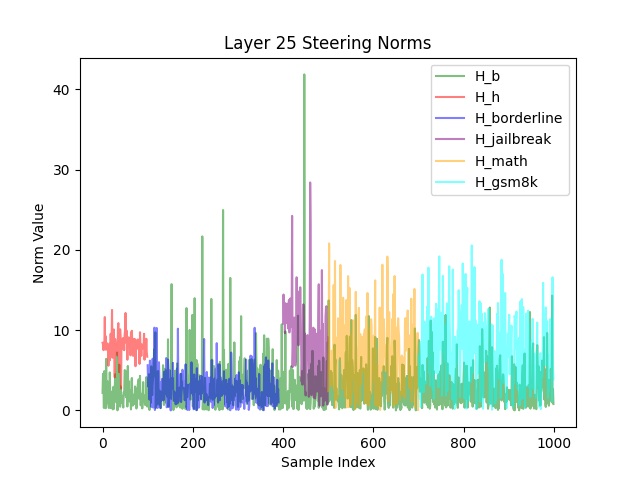 Layer 25 Steering Norms
H_b
H_h
H_borderline
H_jailbreak
H_math
H_gsm8k
Norm Value
40
30
20
10
0
0
200
400
600
800
1000
Sample Index